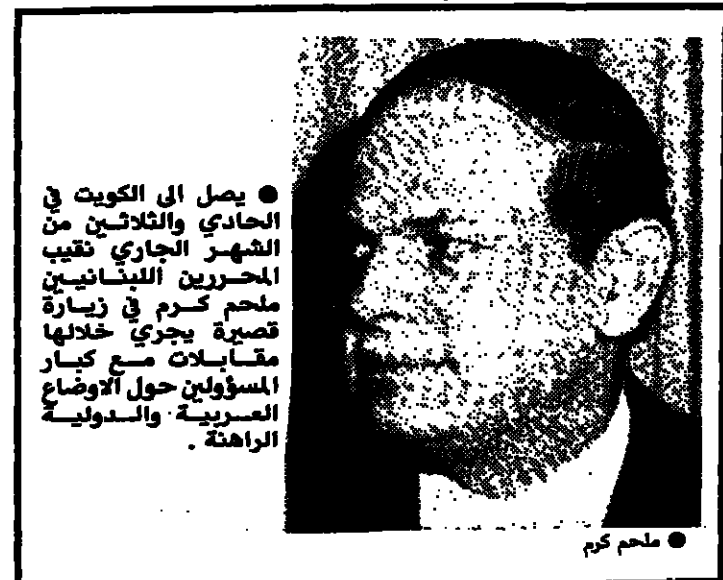 ● يصل الى الكويت في
الحادي والثلاثين من
الشهر الجاري نقيب
المحررين اللبنانيين
ملحم كرم في زيارة
قصيرة يجري خلالها
مقابلات مع كبار
المسؤولين حول الاوضاع
العربية والدولية
الراهنة .
● ملحم كرم